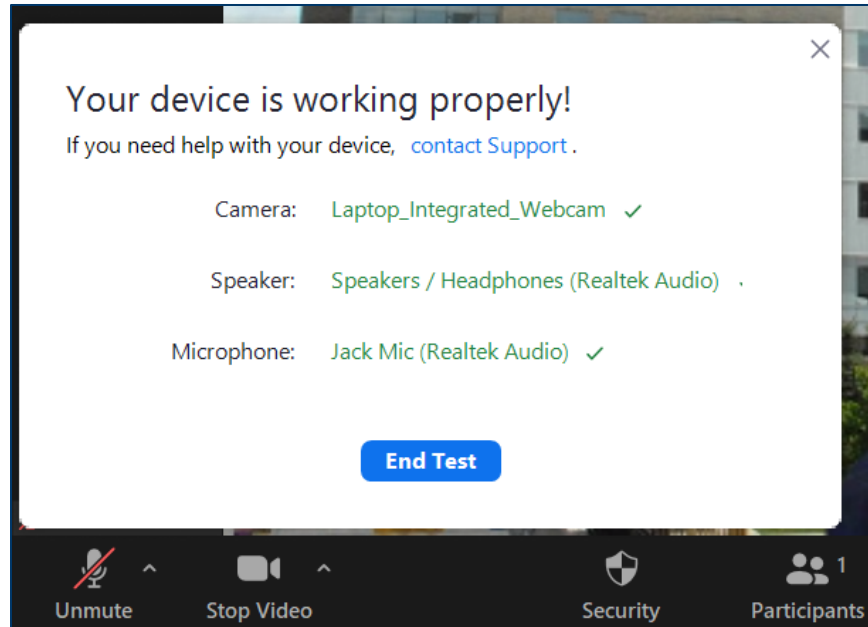 Your device is working properly!
If you need help with your device, contact Support.
Camera: Laptop_Integrated_Webcam
Speaker: Speakers / Headphones (Realtek Audio)
Microphone: Jack Mic (Realtek Audio)
End Test
Unmute Stop Video Security Participants 1